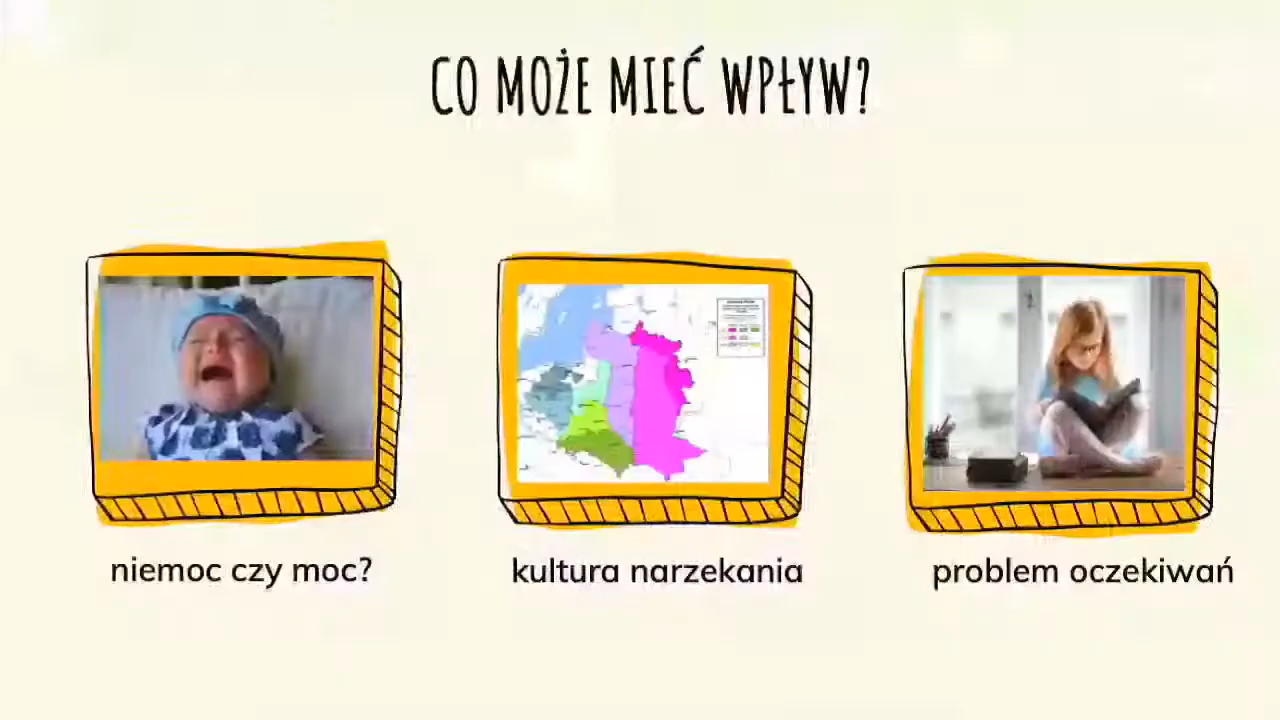 CO MOŻE MIEĆ WPŁYW?
niemoc czy moc?
kultura narzekania
problem oczekiwań